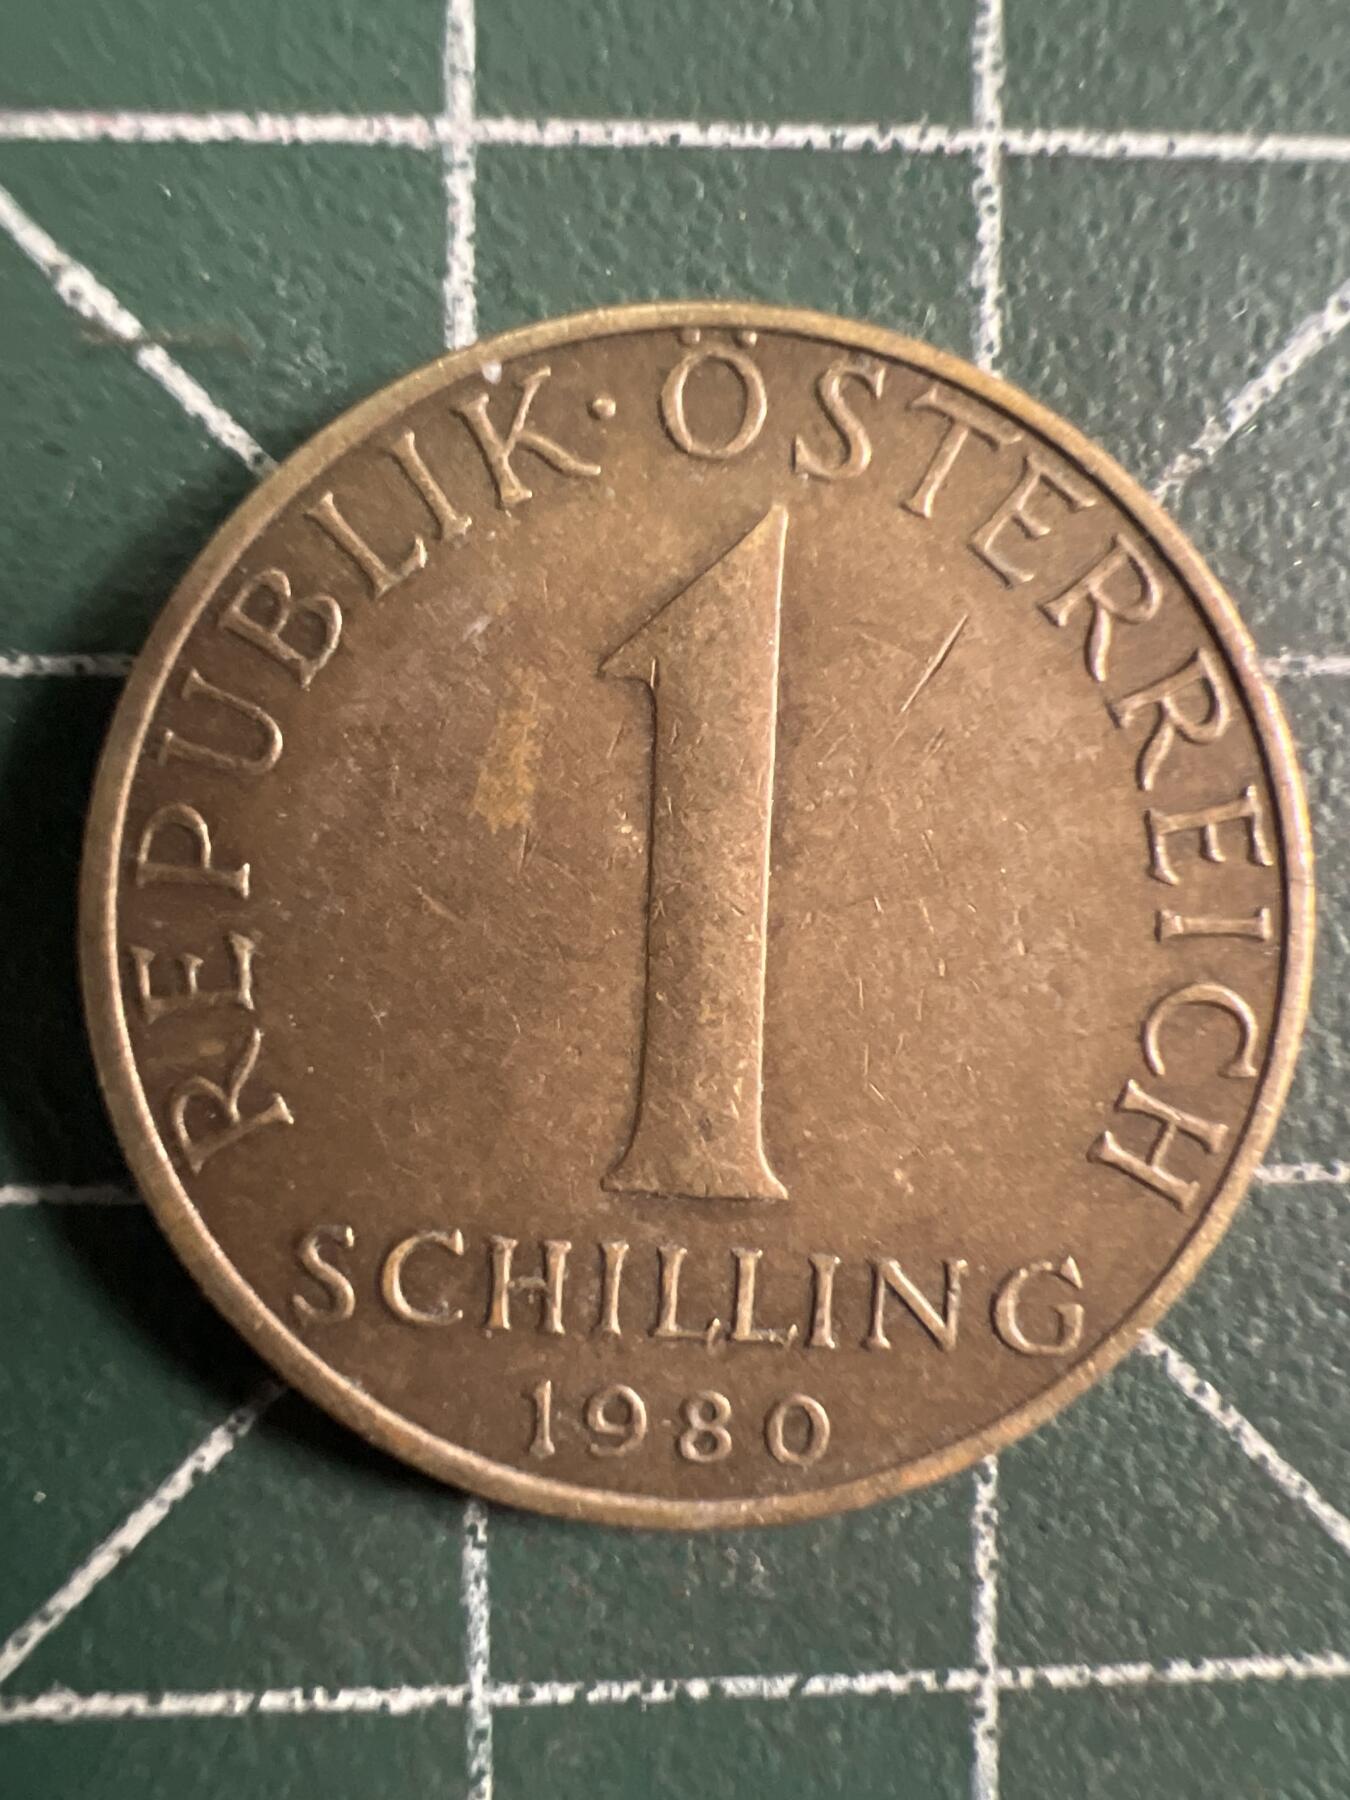 REPUBLIK · ÖSTERREICH
1
SCHILLING
1980